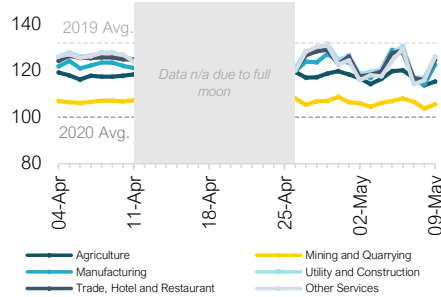 140
2019 Avg.
120
Data n/a due to full
moon
100
2020 Avg.
80
04-Apr
11-Apr
18-Apr
25-Apr
02-May
09-May
Agriculture
Mining and Quarrying
Manufacturing
Utility and Construction
Trade, Hotel and Restaurant
Other Services